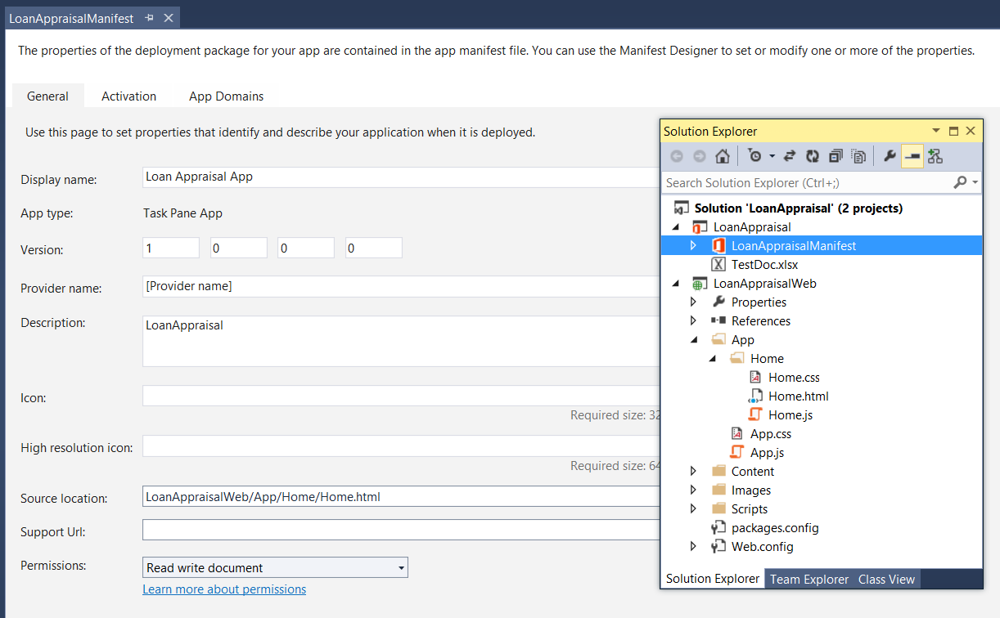 LoanAppraisalManifest
The properties of the deployment package for your app are contained in the app manifest file. You can use the Manifest Designer to set or modify one or more of the properties.
General Activation App Domains
Use this page to set properties that identify and describe your application when it is deployed.
Display name: Loan Appraisal App
App type: Task Pane App
Version: 1 0 0 0
Provider name: [Provider name]
Description: LoanAppraisal
Icon:
Required size: 32
High resolution icon:
Required size: 64
Source location: LoanAppraisalWeb/App/Home/Home.html
Support Url:
Permissions: Read write document
Learn more about permissions
Solution Explorer
Search Solution Explorer (Ctrl+;)
Solution 'LoanAppraisal' (2 projects)
LoanAppraisal
LoanAppraisalManifest
TestDoc.xlsx
LoanAppraisalWeb
Properties
References
App
Home
Home.css
Home.html
Home.js
App.css
App.js
Content
Images
Scripts
packages.config
Web.config
Solution Explorer Team Explorer Class View